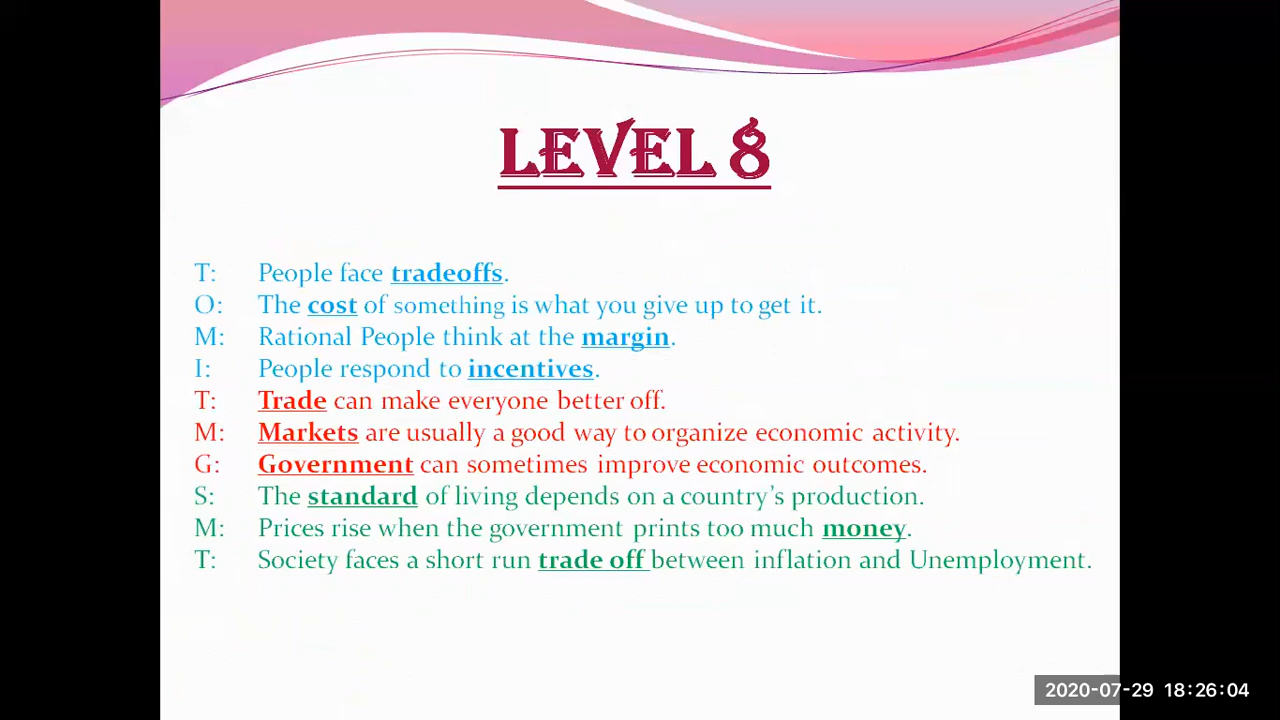 LEVEL 8
T: People face tradeoffs.
O: The cost of something is what you give up to get it.
M: Rational People think at the margin.
I: People respond to incentives.
T: Trade can make everyone better off.
M: Markets are usually a good way to organize economic activity.
G: Government can sometimes improve economic outcomes.
S: The standard of living depends on a country's production.
M: Prices rise when the government prints too much money.
T: Society faces a short run trade off between inflation and Unemployment.
2020-07-29 18:26:04